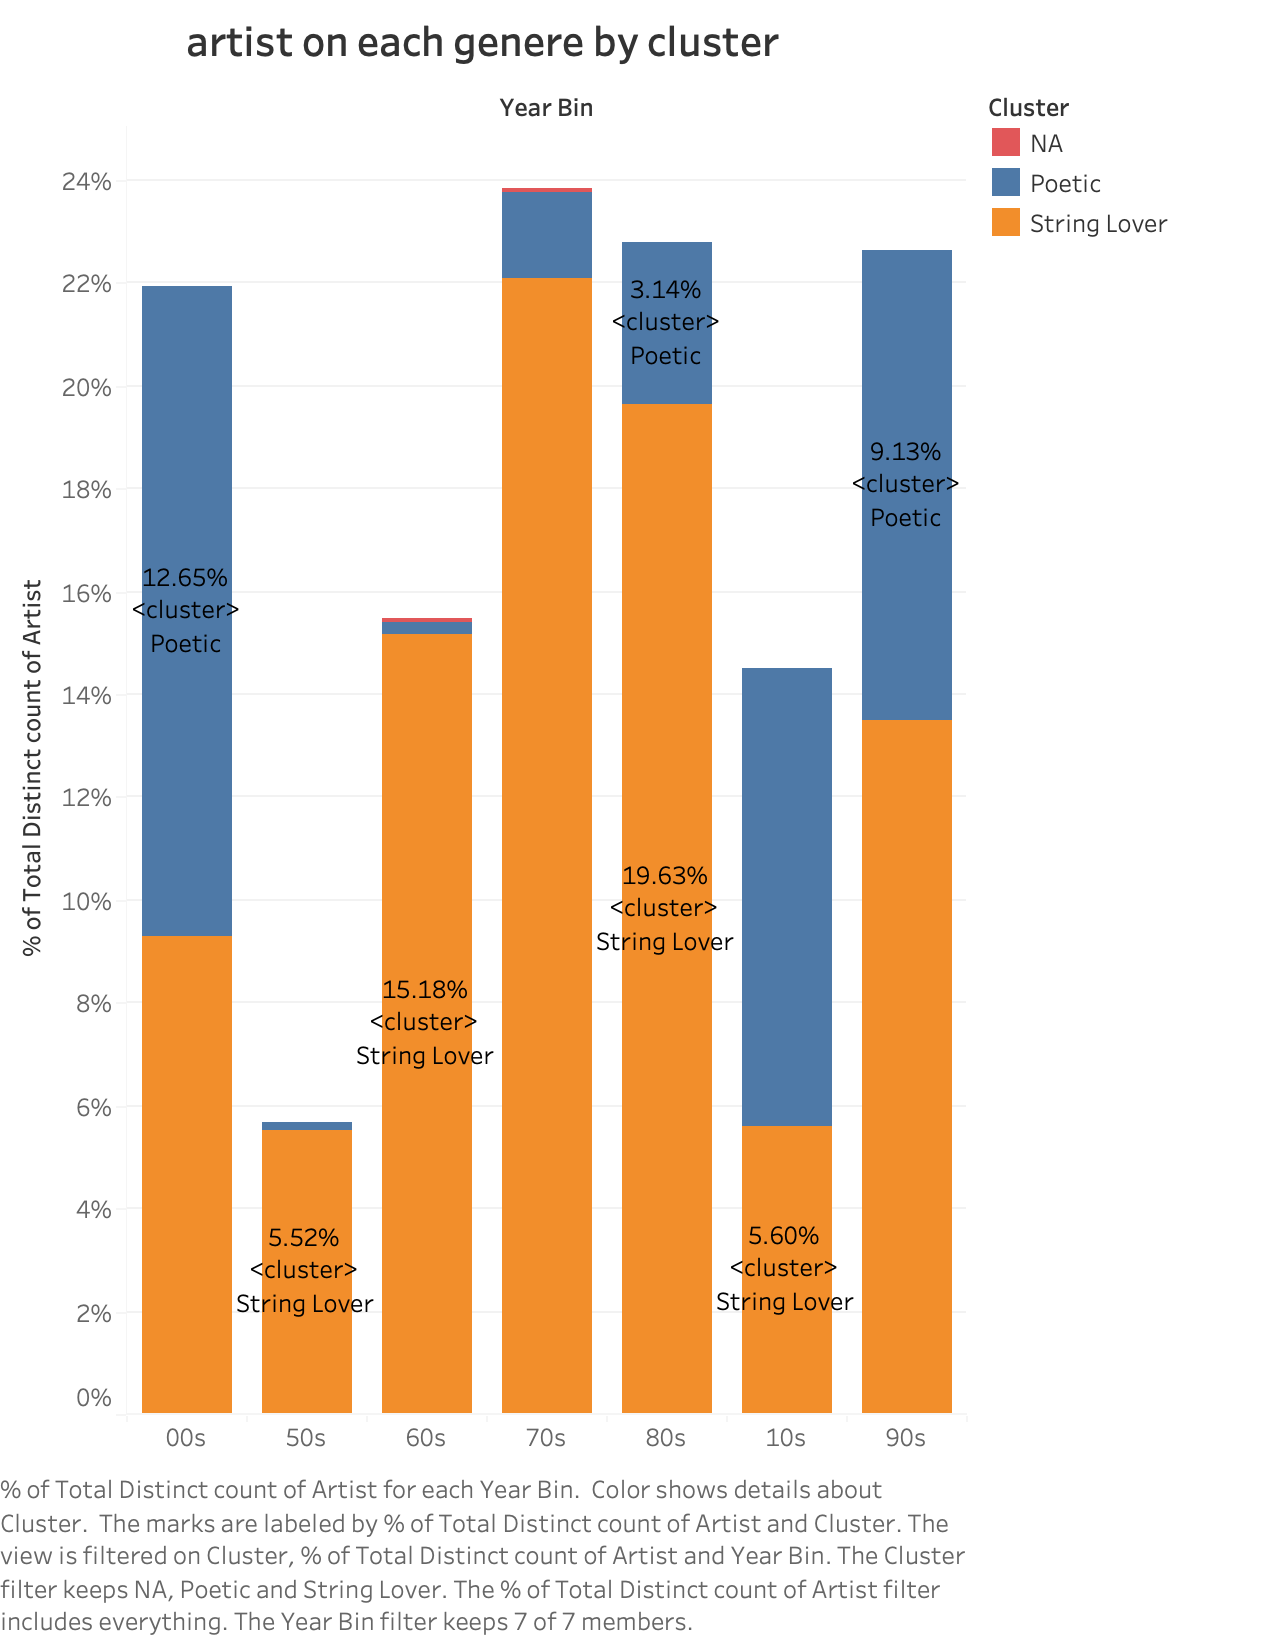 artist on each genere by cluster
Year Bin
Cluster
NA
Poetic
String Lover
% of Total Distinct count of Artist
24%
22%
20%
18%
16%
14%
12%
10%
8%
6%
4%
2%
0%
12.65%
<cluster>
Poetic
5.52%
<cluster>
String Lover
15.18%
<cluster>
String Lover
3.14%
<cluster>
Poetic
19.63%
<cluster>
String Lover
5.60%
<cluster>
String Lover
9.13%
<cluster>
Poetic
00s 50s 60s 70s 80s 10s 90s
% of Total Distinct count of Artist for each Year Bin.  Color shows details about
Cluster.  The marks are labeled by % of Total Distinct count of Artist and Cluster. The
view is filtered on Cluster, % of Total Distinct count of Artist and Year Bin. The Cluster
filter keeps NA, Poetic and String Lover. The % of Total Distinct count of Artist filter
includes everything. The Year Bin filter keeps 7 of 7 members.